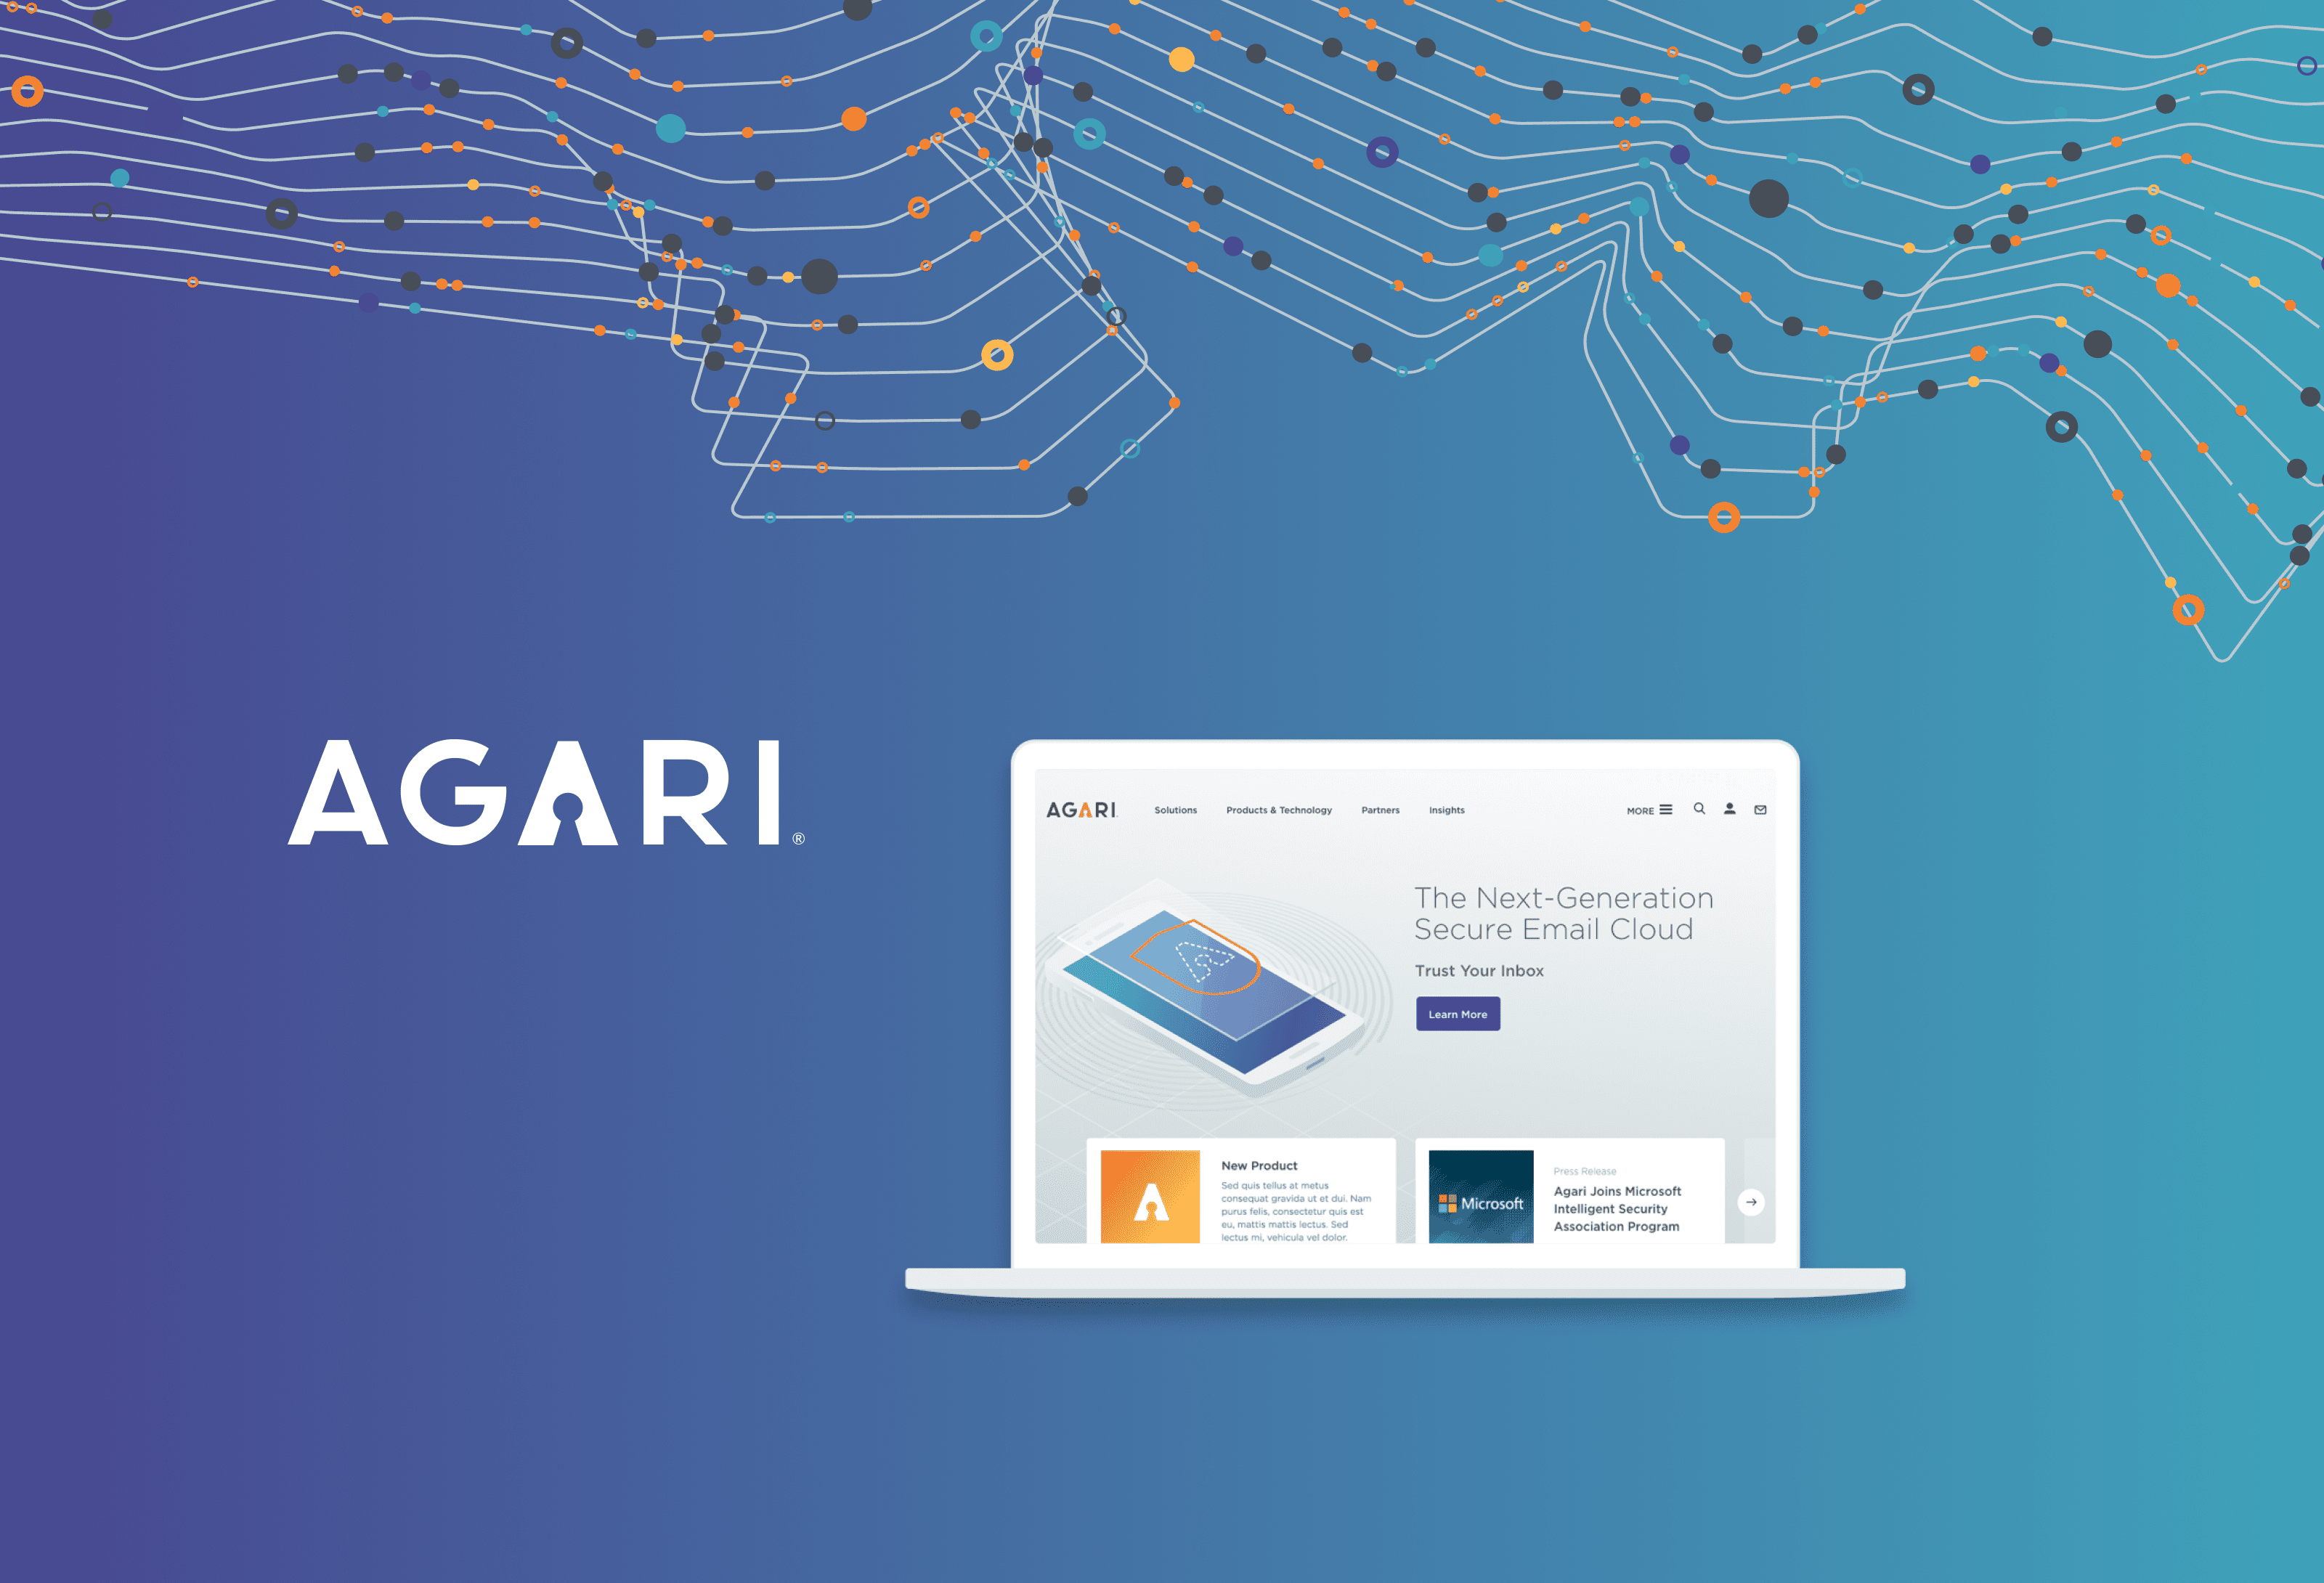 AGARI®
AGARI
Solutions
Products & Technology
Partners
Insights
MORE
The Next-Generation
Secure Email Cloud
Trust Your Inbox
Learn More
New Product
Sed quis tellus at metus
consequat gravida ut et dui. Nam
purus felis, consectetur quis est
eu, mattis mattis lectus. Sed
lectus mi, vehicula vel dolor.
Microsoft
Press Release
Agari Joins Microsoft
Intelligent Security
Association Program